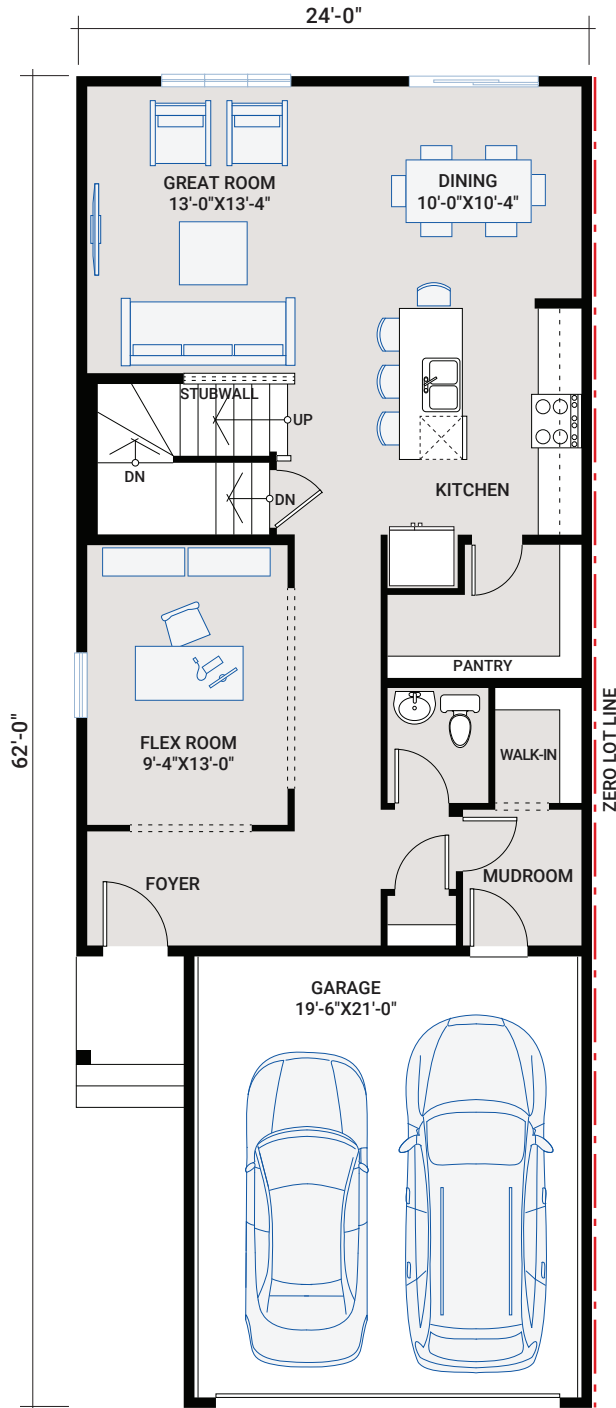 24'-0"
GREAT ROOM
13'-0"X13'-4"
DINING
10'-0"X10'-4"
STUBWALL
UP
DN
DN
KITCHEN
PANTRY
62'-0"
ZERO LOT LINE
FLEX ROOM
9'-4"X13'-0"
WALK-IN
FOYER
MUDROOM
GARAGE
19'-6"X21'-0"